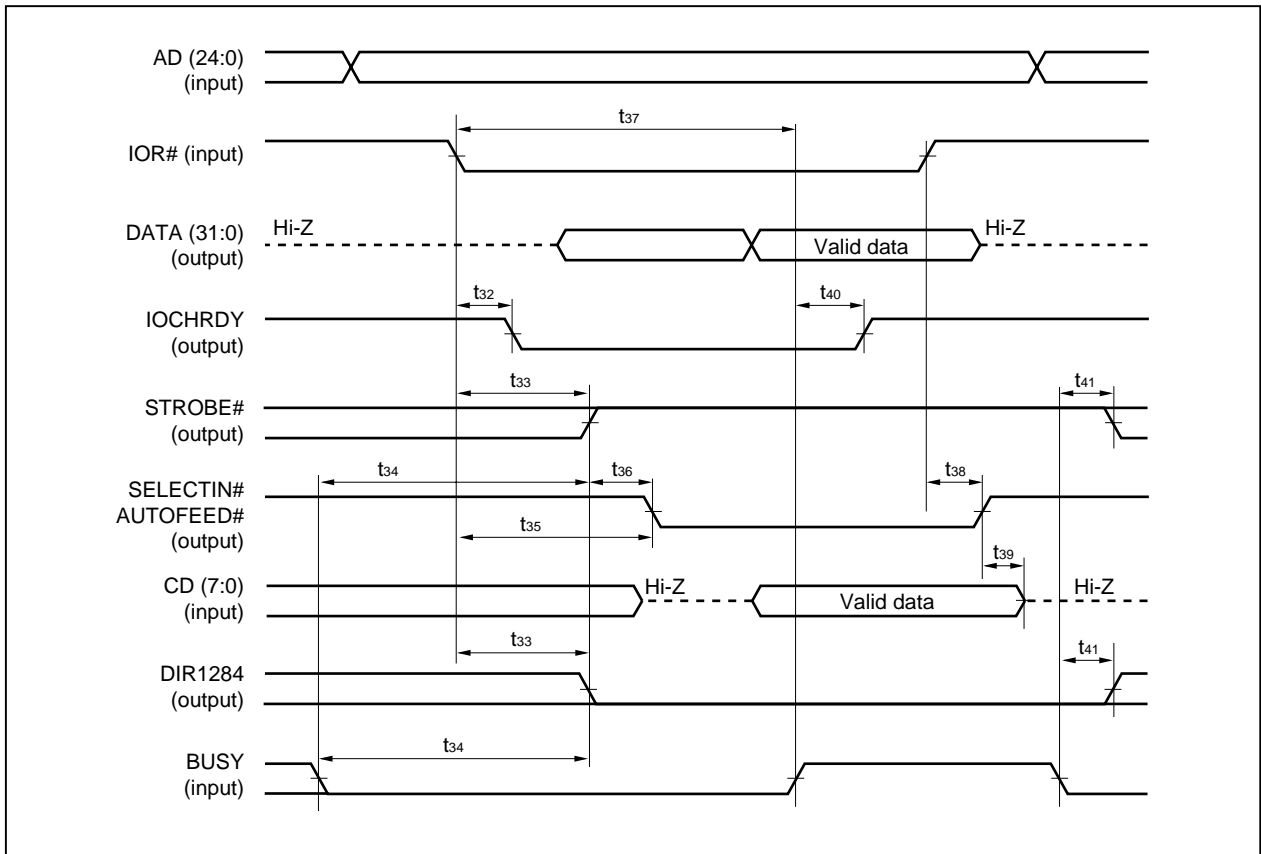 AD (24:0)
(input)
t37
IOR# (input)
DATA (31:0)
(output)
Hi-Z
Valid data
Hi-Z
t32
t40
IOCHRDY
(output)
t33
t41
STROBE#
(output)
t34
t36
t38
SELECTIN#
AUTOFEED#
(output)
t35
t39
CD (7:0)
(input)
Hi-Z
Valid data
Hi-Z
t33
t41
DIR1284
(output)
t34
BUSY
(input)